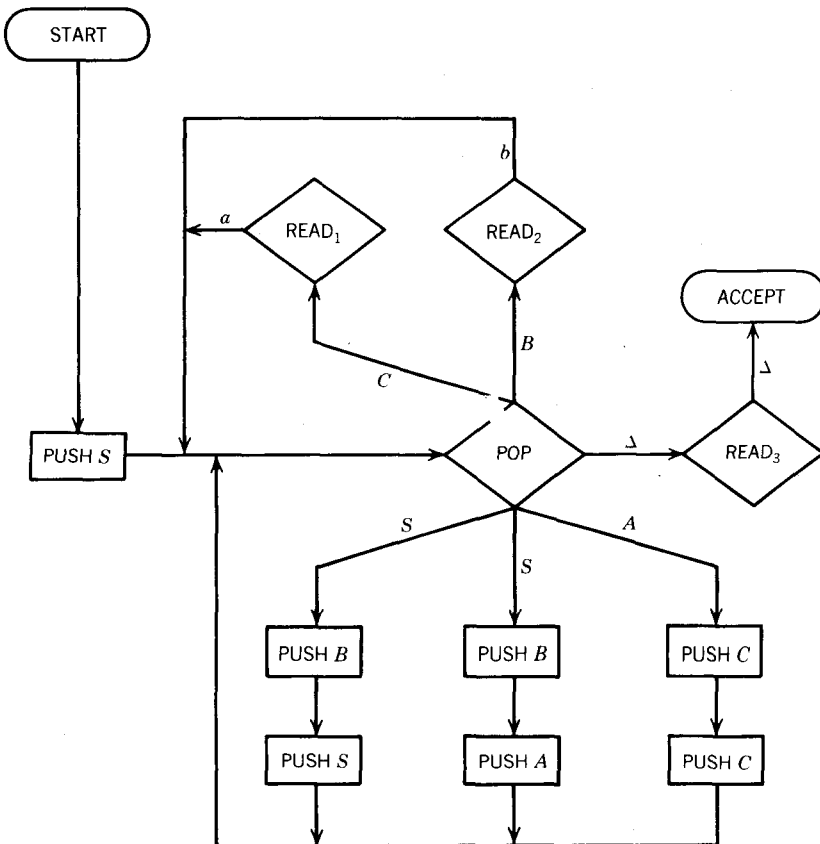 START
b
a
READ₁
READ₂
ACCEPT
B
C
Δ
PUSH S
POP
Δ
READ₃
S
A
S
PUSH B
PUSH B
PUSH C
PUSH S
PUSH A
PUSH C